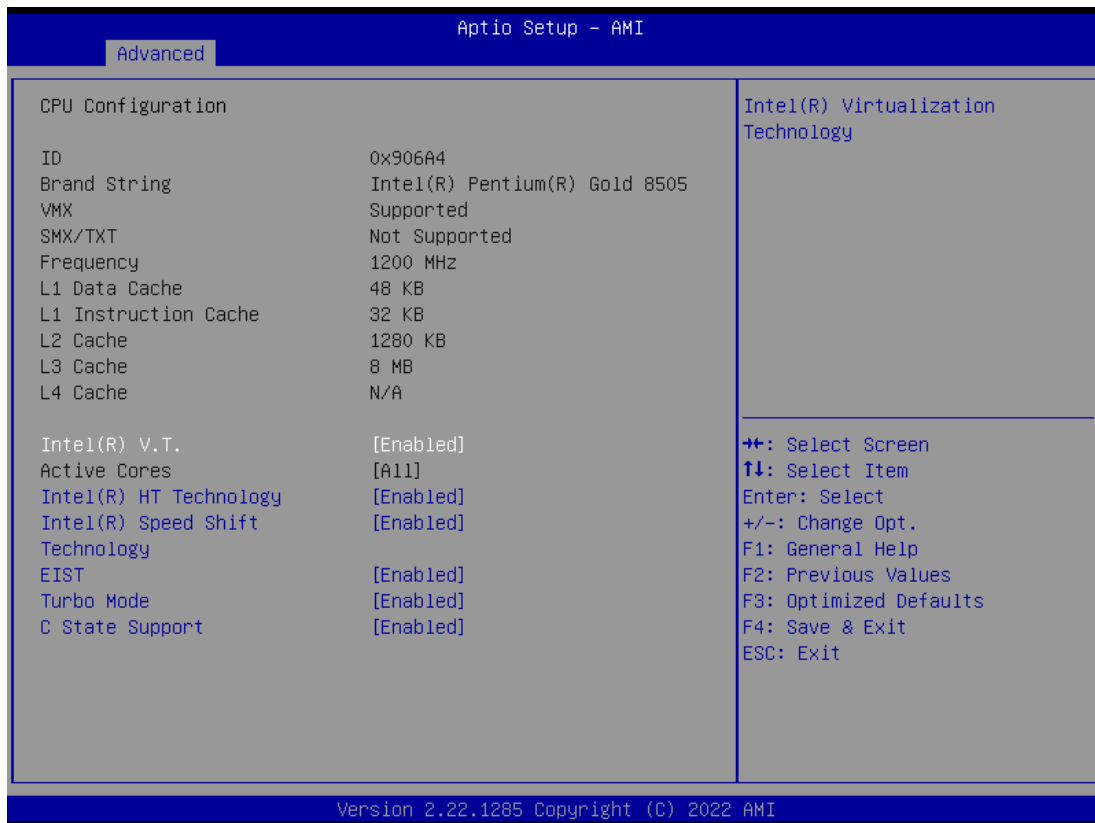 Aptio Setup – AMI
Advanced
CPU Configuration
ID 0x906A4
Brand String Intel(R) Pentium(R) Gold 8505
VMX Supported
SMX/TXT Not Supported
Frequency 1200 MHz
L1 Data Cache 48 KB
L1 Instruction Cache 32 KB
L2 Cache 1280 KB
L3 Cache 8 MB
L4 Cache N/A
Intel(R) V.T. [Enabled]
Active Cores [All]
Intel(R) HT Technology [Enabled]
Intel(R) Speed Shift [Enabled]
Technology
EIST [Enabled]
Turbo Mode [Enabled]
C State Support [Enabled]
Intel(R) Virtualization
Technology
→←: Select Screen
↑↓: Select Item
Enter: Select
+/-: Change Opt.
F1: General Help
F2: Previous Values
F3: Optimized Defaults
F4: Save & Exit
ESC: Exit
Version 2.22.1285 Copyright (C) 2022 AMI